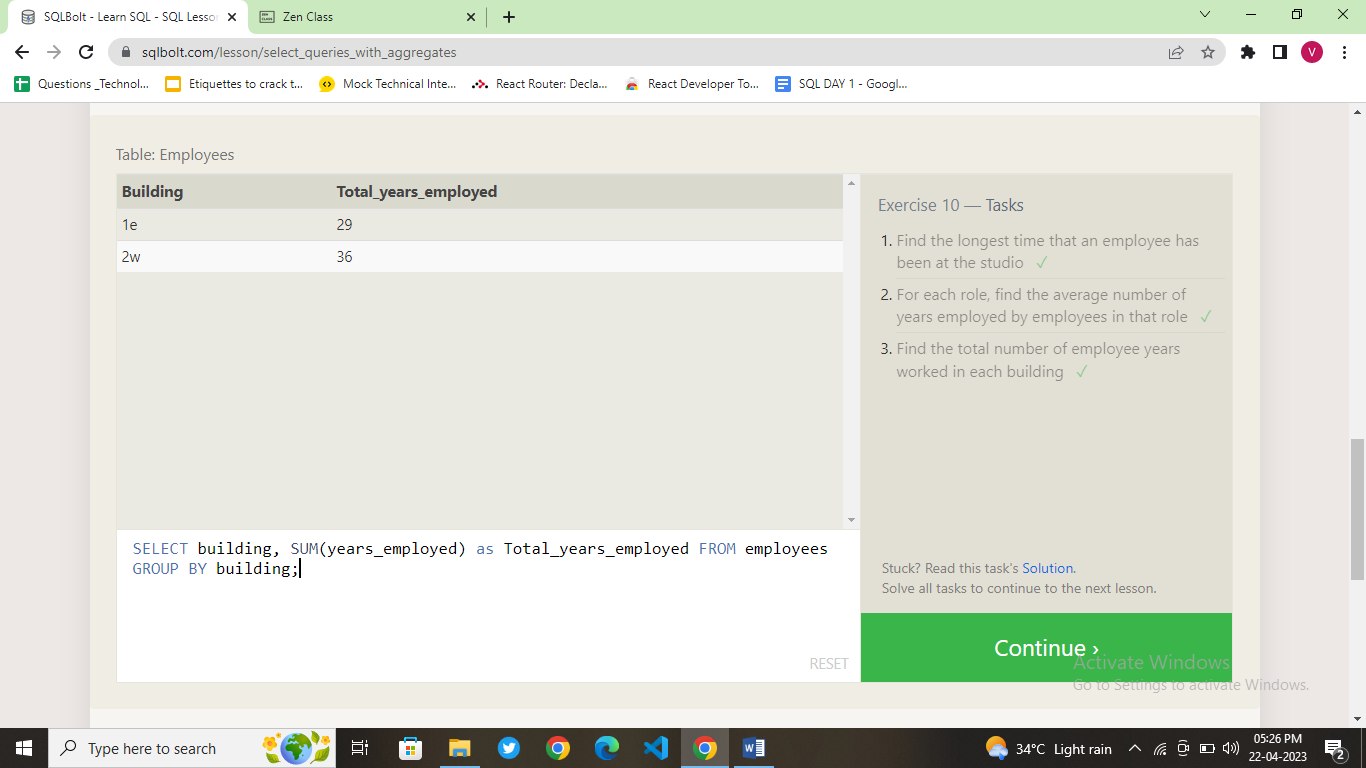 SQLBolt - Learn SQL - SQL Lesson
Zen Class
sqlbolt.com/lesson/select_queries_with_aggregates
V
Questions _Technol...
Etiquettes to crack t...
Mock Technical Inte...
React Router: Decla...
React Developer To...
SQL DAY 1 - Googl...
Table: Employees
Building Total_years_employed
1e 29
2w 36
SELECT building, SUM(years_employed) as Total_years_employed FROM employees
GROUP BY building;
RESET
Exercise 10 — Tasks
1. Find the longest time that an employee has
been at the studio ✓
2. For each role, find the average number of
years employed by employees in that role ✓
3. Find the total number of employee years
worked in each building ✓
Stuck? Read this task's Solution.
Solve all tasks to continue to the next lesson.
Continue ›
Activate Windows
Go to Settings to activate Windows.
Type here to search
34°C Light rain
05:26 PM
22-04-2023
2